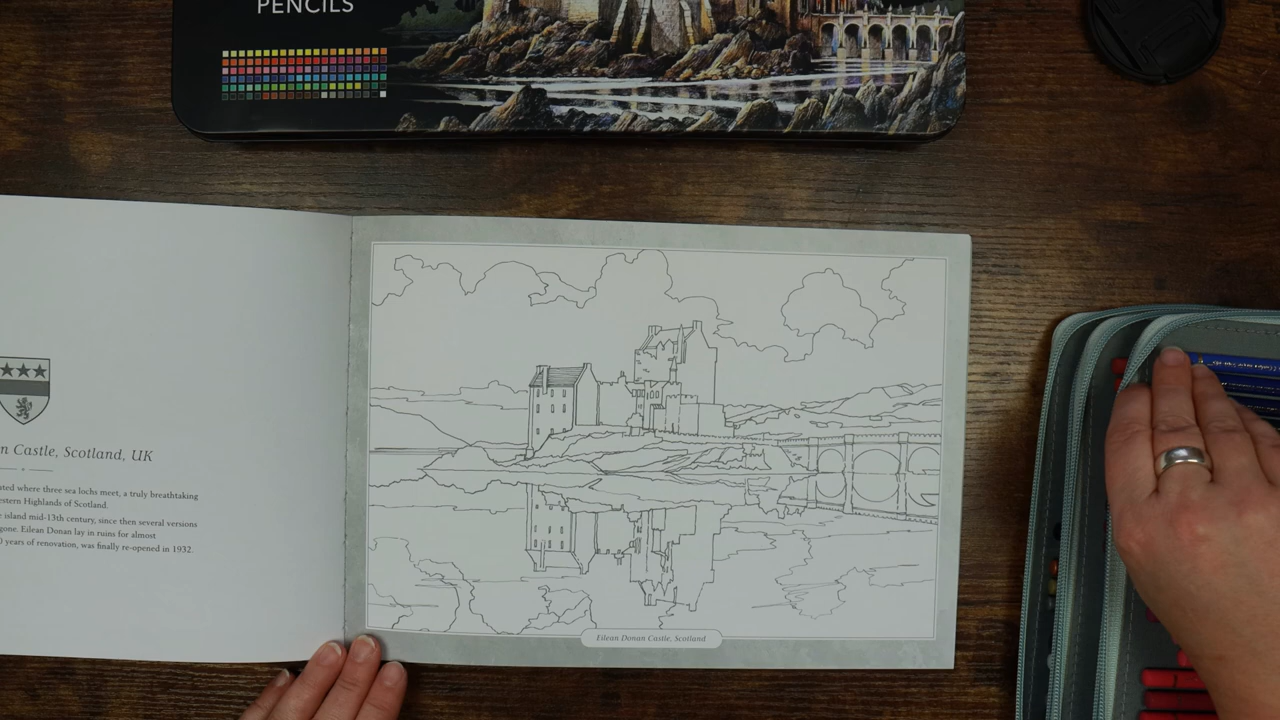 PENCILS
n Castle, Scotland, UK
ted where three sea lochs meet, a truly breathtaking
estern Highlands of Scotland.
island mid-13th century, since then several versions
gone. Eilean Donan lay in ruins for almost
0 years of renovation, was finally re-opened in 1932.
Eilean Donan Castle, Scotland